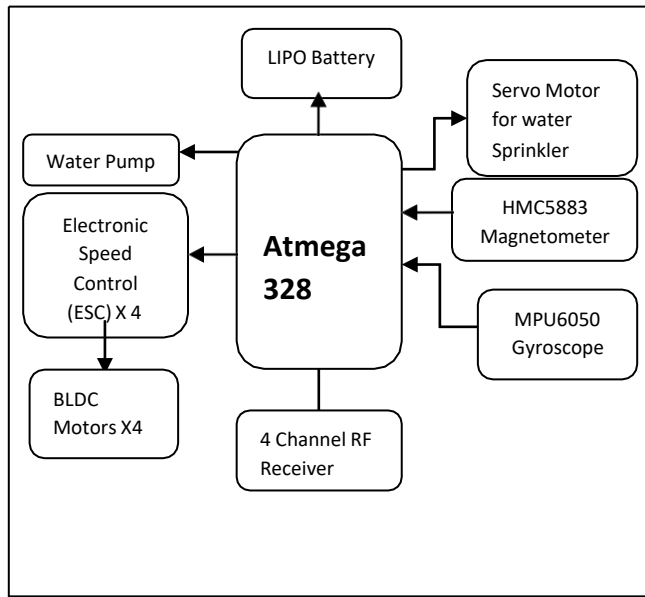 LIPO Battery
Servo Motor
for water
Sprinkler
Water Pump
HMC5883
Magnetometer
Electronic
Speed
Control
(ESC) X 4
Atmega
328
MPU6050
Gyroscope
BLDC
Motors X4
4 Channel RF
Receiver